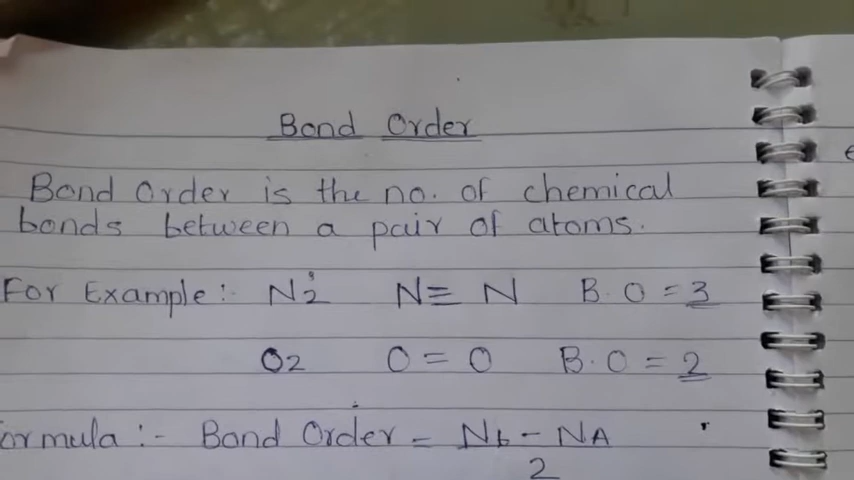 Bond Order
Bond Order is the no. of chemical
bonds between a pair of atoms.
For Example:- N2 N≡N B.O = 3
O2 O=O B.O = 2
ormula :- Bond Order = Nb - NA
2